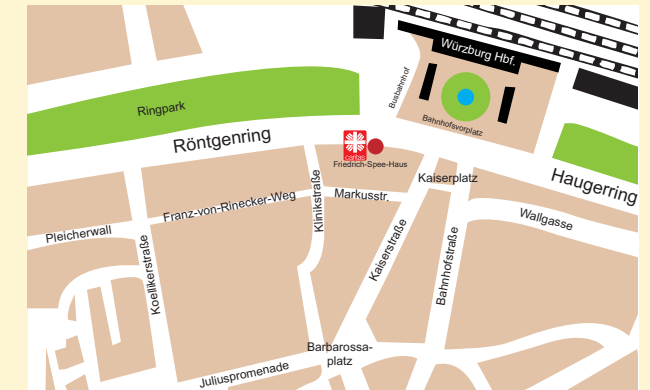 Würzburg Hbf.
Busbahnhof
Bahnhofsvorplatz
Ringpark
Röntgenring
caritas
Friedrich-Spee-Haus
Kaiserplatz
Haugerring
Markusstr.
Klinikstraße
Franz-von-Rinecker-Weg
Wallgasse
Pleicherwall
Koellikerstraße
Kaiserstraße
Bahnhofstraße
Barbarossa-
platz
Juliuspromenade